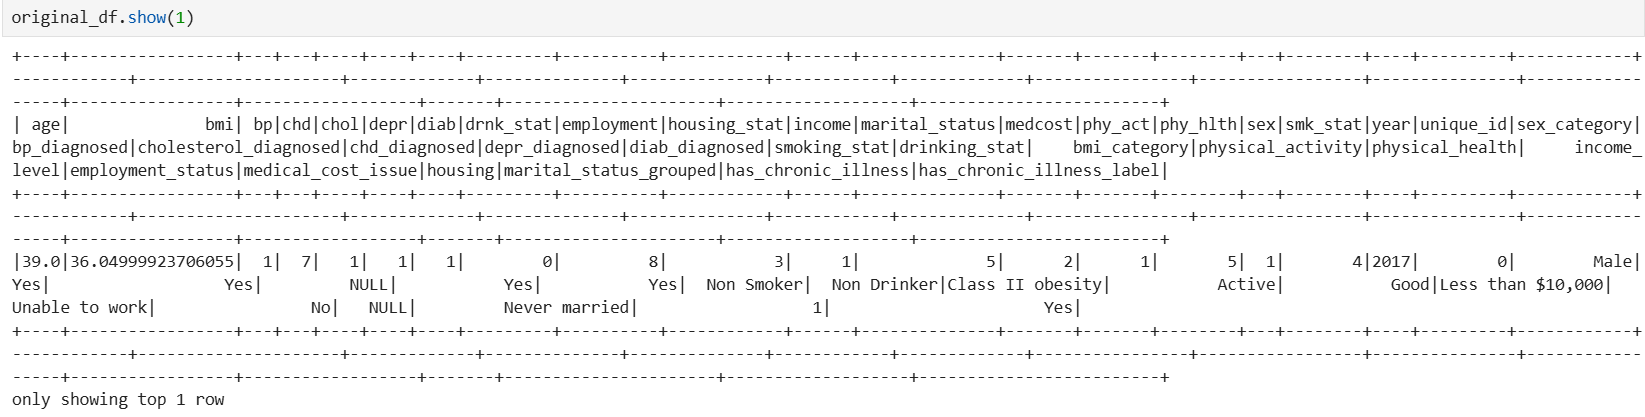 original_df.show(1)
+----+-----------------+---+---+----+----+----+---------+----------+------------+------+--------------+-------+-------+--------+---+--------+----+---------+------------+
------------+--------------------+-------------+--------------+--------------+------------+-------------+----------------+-----------------+---------------+------------
-----+-----------------+------------------+-------+----------------------+-------------------+-------------------------+
| age|              bmi| bp|chd|chol|depr|diab|drnk_stat|employment|housing_stat|income|marital_status|medcost|phy_act|phy_hlth|sex|smk_stat|year|unique_id|sex_category|
bp_diagnosed|cholesterol_diagnosed|chd_diagnosed|depr_diagnosed|diab_diagnosed|smoking_stat|drinking_stat|    bmi_category|physical_activity|physical_health|     income_
level|employment_status|medical_cost_issue|housing|marital_status_grouped|has_chronic_illness|has_chronic_illness_label|
+----+-----------------+---+---+----+----+----+---------+----------+------------+------+--------------+-------+-------+--------+---+--------+----+---------+------------+
------------+---------------------+-------------+--------------+--------------+------------+-------------+----------------+-----------------+---------------+------------
-----+-----------------+------------------+-------+----------------------+-------------------+-------------------------+
|39.0|36.04999923706055|  1|  7|   1|   1|   1|        0|         8|           3|     1|             5|      2|      1|       5|  1|       4|2017|        0|        Male|
Yes|                  Yes|         NULL|           Yes|           Yes|  Non Smoker|  Non Drinker|Class II obesity|           Active|           Good|Less than $10,000|
Unable to work|                No|   NULL|         Never married|                  1|                      Yes|
+----+-----------------+---+---+----+----+----+---------+----------+------------+------+--------------+-------+-------+--------+---+--------+----+---------+------------+
------------+---------------------+-------------+--------------+--------------+------------+-------------+----------------+-----------------+---------------+------------
-----+-----------------+------------------+-------+----------------------+-------------------+-------------------------+
only showing top 1 row